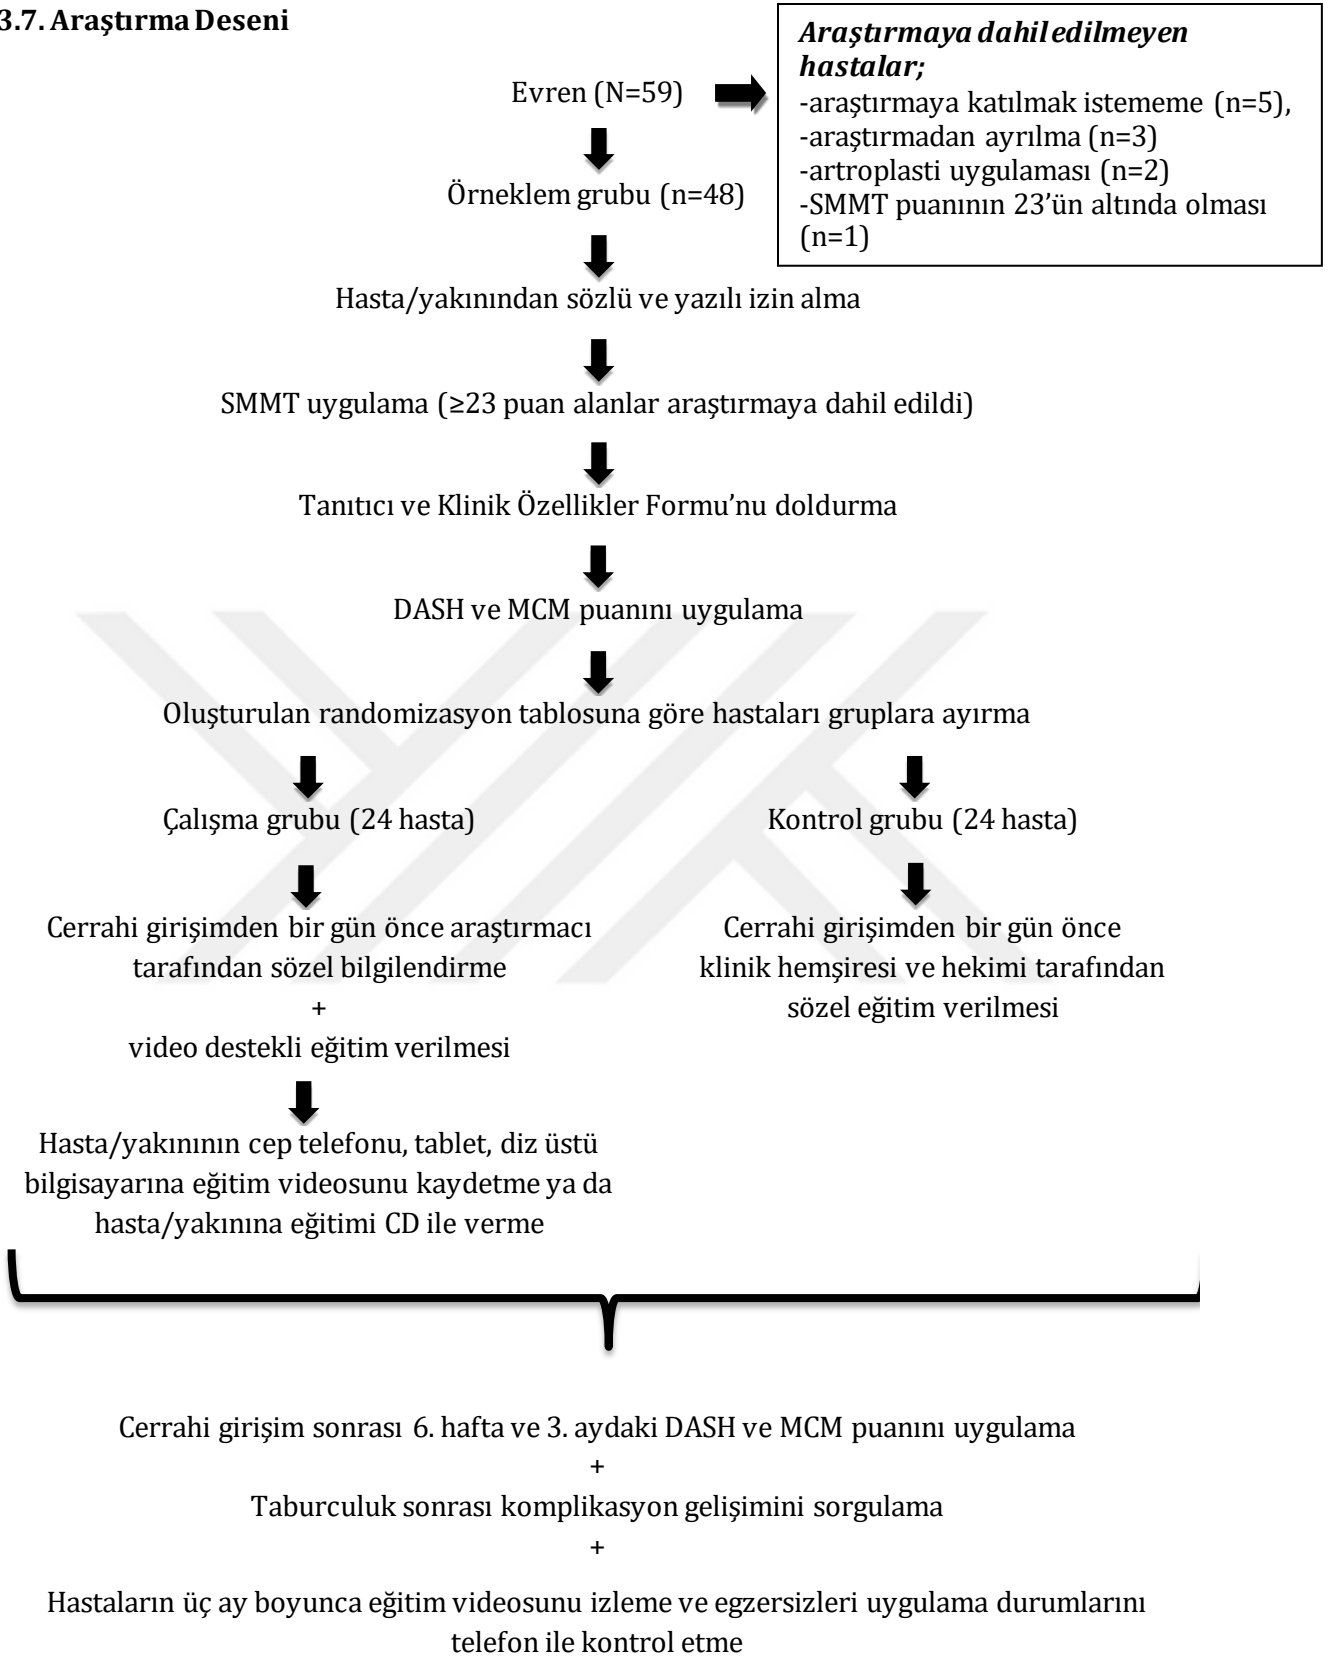 3.7. Araştırma Deseni
Araştırmaya dahil edilmeyen
hastalar;
-araştırmaya katılmak istememe (n=5),
-araştırmadan ayrılma (n=3)
-artroplasti uygulaması (n=2)
-SMMT puanının 23’ün altında olması
(n=1)
Evren (N=59)
Örneklem grubu (n=48)
Hasta/yakınından sözlü ve yazılı izin alma
SMMT uygulama (≥23 puan alanlar araştırmaya dahil edildi)
Tanıtıcı ve Klinik Özellikler Formu’nu doldurma
DASH ve MCM puanını uygulama
Oluşturulan randomizasyon tablosuna göre hastaları gruplara ayırma
Çalışma grubu (24 hasta)
Cerrahi girişimden bir gün önce araştırmacı
tarafından sözel bilgilendirme
+
video destekli eğitim verilmesi
Hasta/yakınının cep telefonu, tablet, diz üstü
bilgisayarına eğitim videosunu kaydetme ya da
hasta/yakınına eğitimi CD ile verme
Kontrol grubu (24 hasta)
Cerrahi girişimden bir gün önce
klinik hemşiresi ve hekimi tarafından
sözel eğitim verilmesi
Cerrahi girişim sonrası 6. hafta ve 3. aydaki DASH ve MCM puanını uygulama
+
Taburculuk sonrası komplikasyon gelişimini sorgulama
+
Hastaların üç ay boyunca eğitim videosunu izleme ve egzersizleri uygulama durumlarını
telefon ile kontrol etme